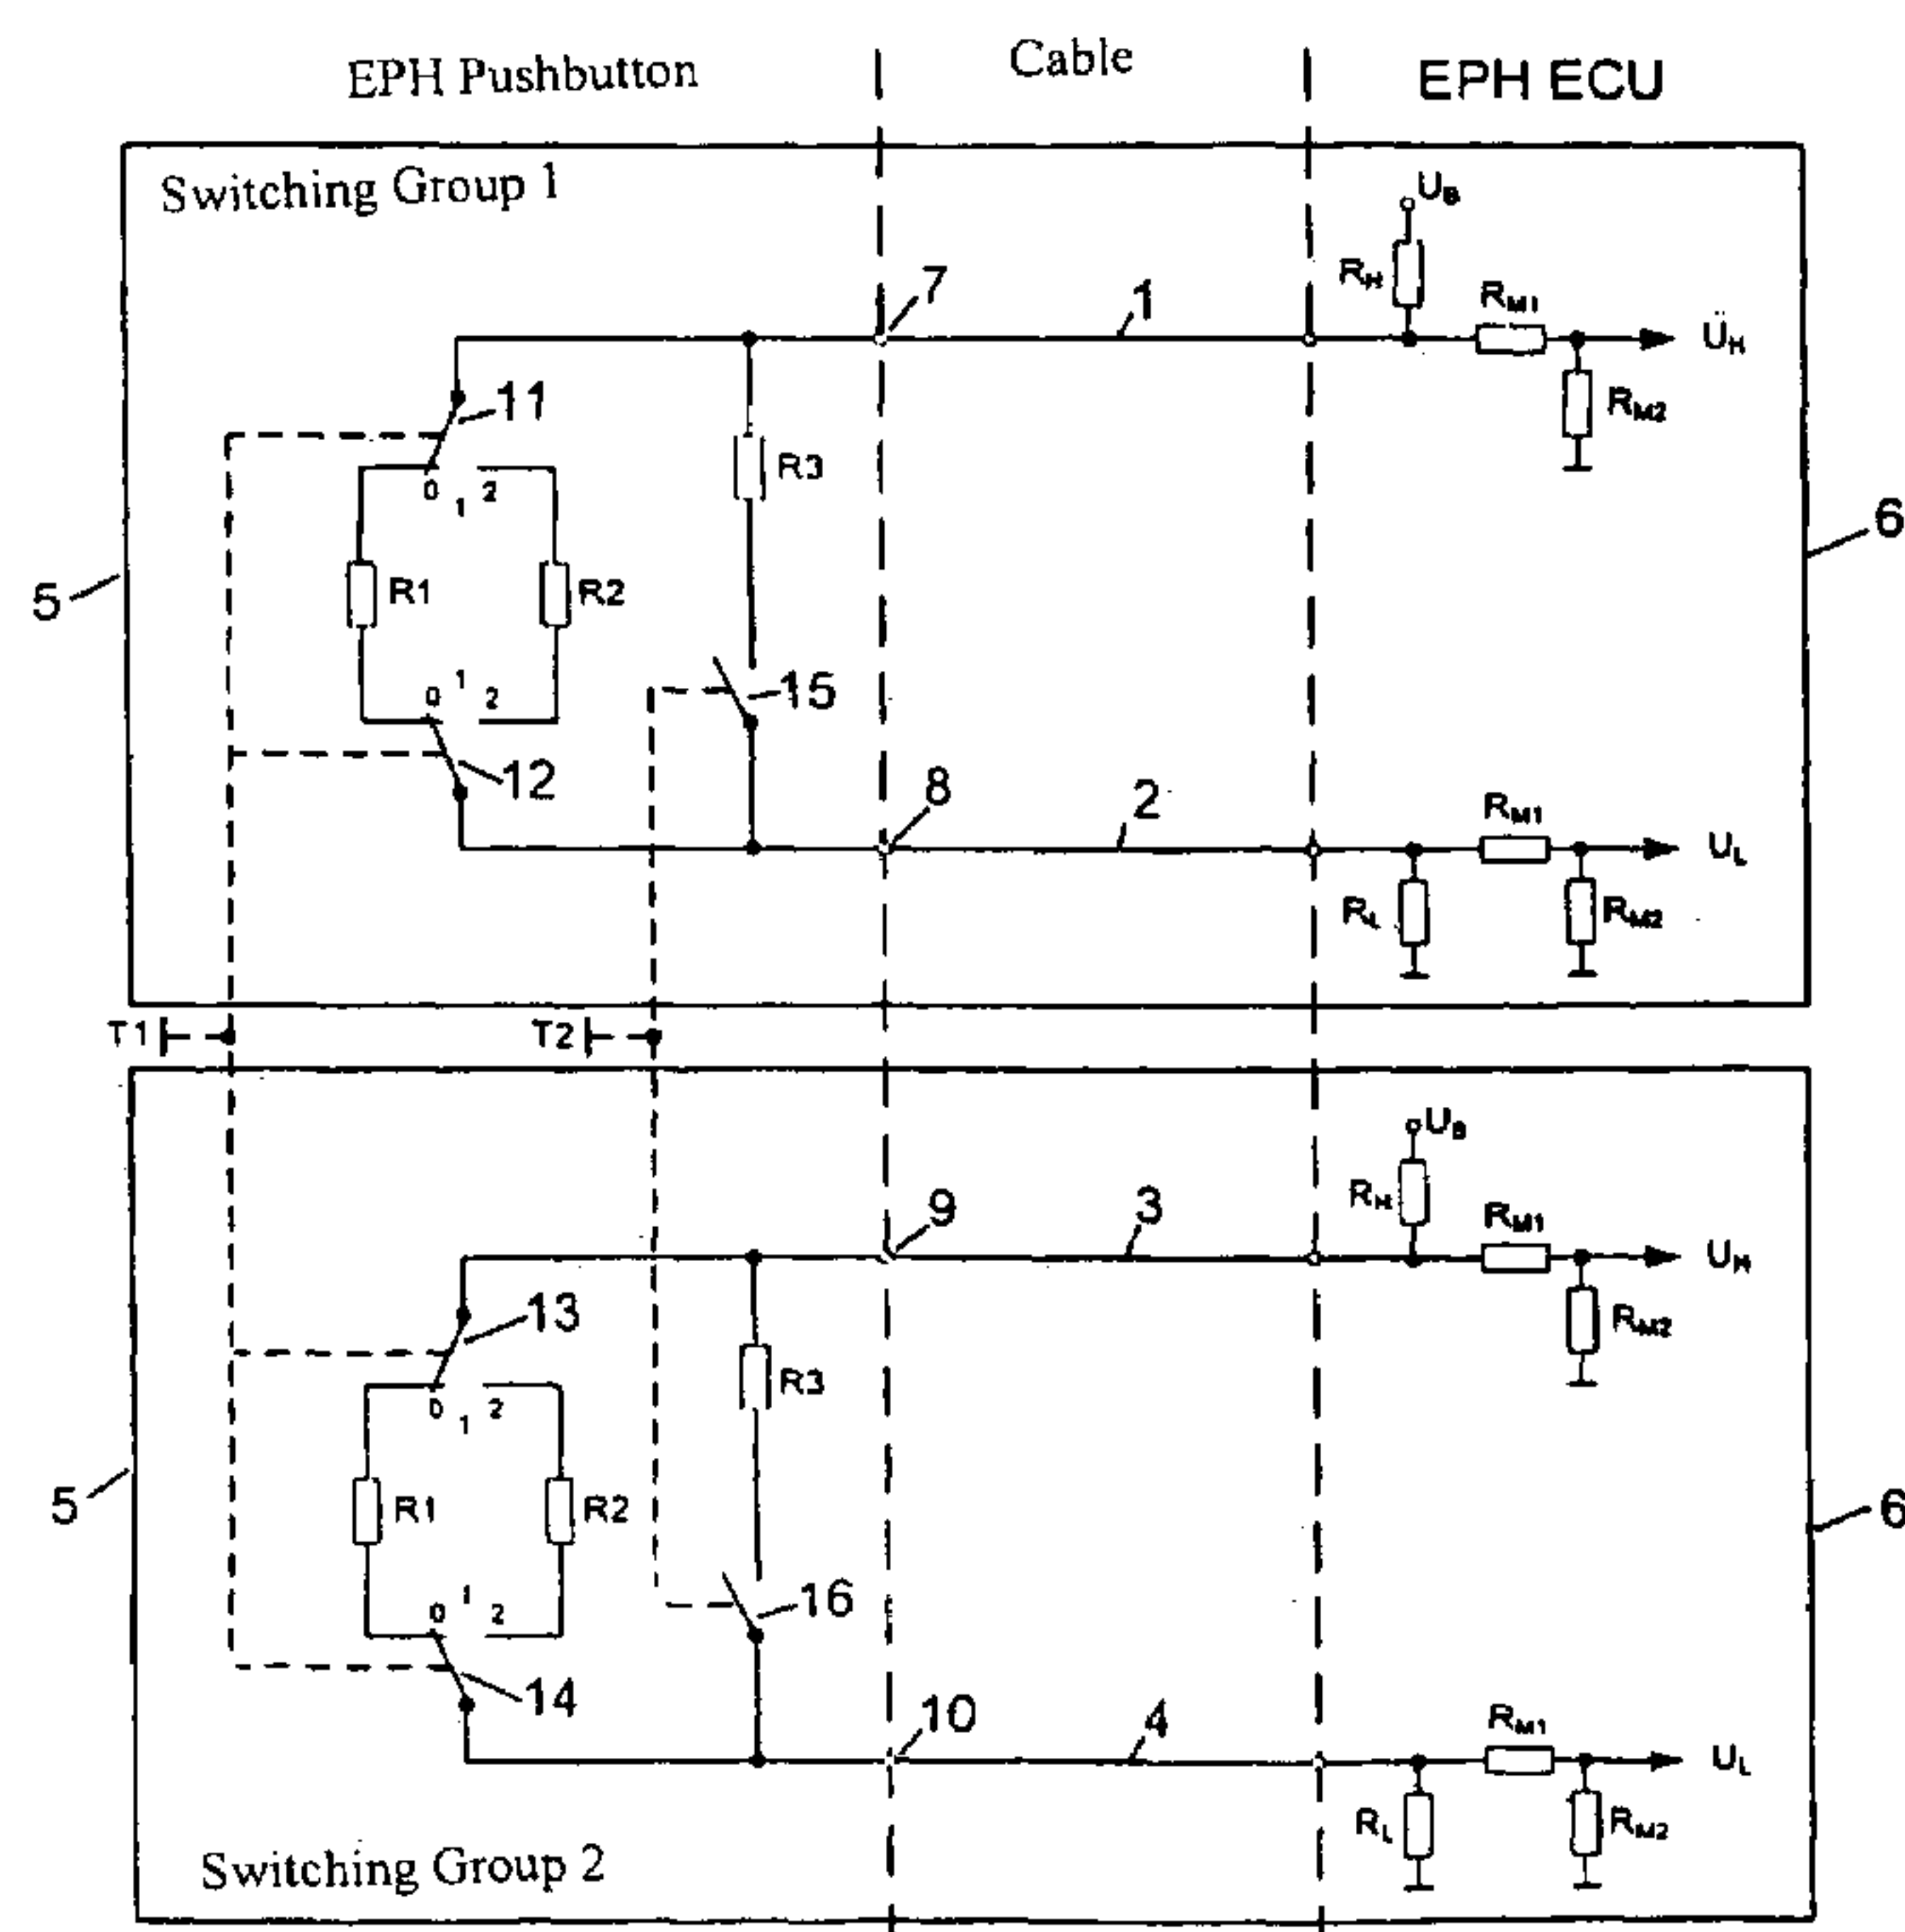 EPH Pushbutton Cable EPH ECU
Switching Group 1
U_B
R_H
R_M1
7
1
Ü_H
11
R_M2
R3
0 1 2
6
5
R1
R2
0 1 2
15
12
8
2
R_M1
U_L
R_L
R_M2
T1
T2
U_B
R_H
R_M1
9
3
U_H
13
R_M2
R3
0 1 2
5
R1
R2
6
0 1 2
16
14
10
4
R_M1
U_L
R_L
R_M2
Switching Group 2